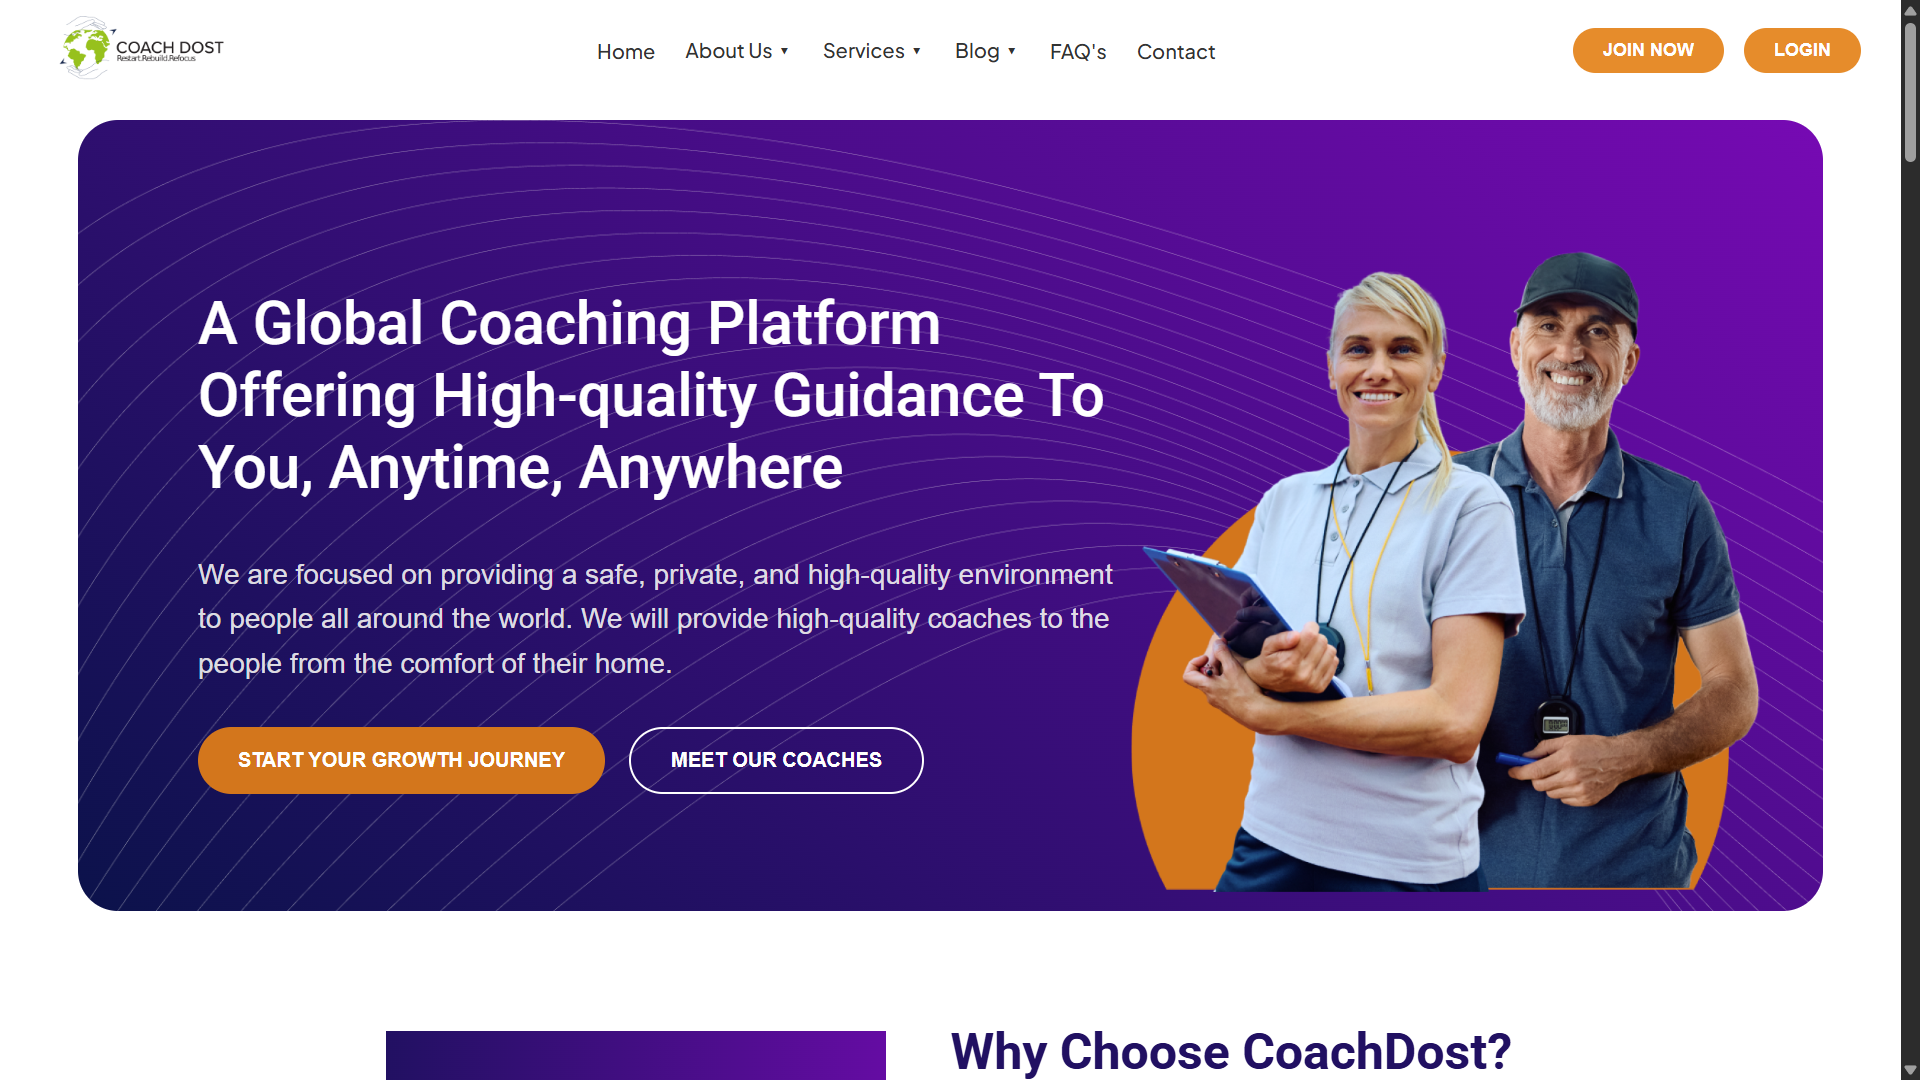 COACH DOST
Restart.Rebuild.Refocus
Home
About Us
Services
Blog
FAQ's
Contact
JOIN NOW
LOGIN
A Global Coaching Platform
Offering High-quality Guidance To
You, Anytime, Anywhere
We are focused on providing a safe, private, and high-quality environment
to people all around the world. We will provide high-quality coaches to the
people from the comfort of their home.
START YOUR GROWTH JOURNEY
MEET OUR COACHES
Why Choose CoachDost?